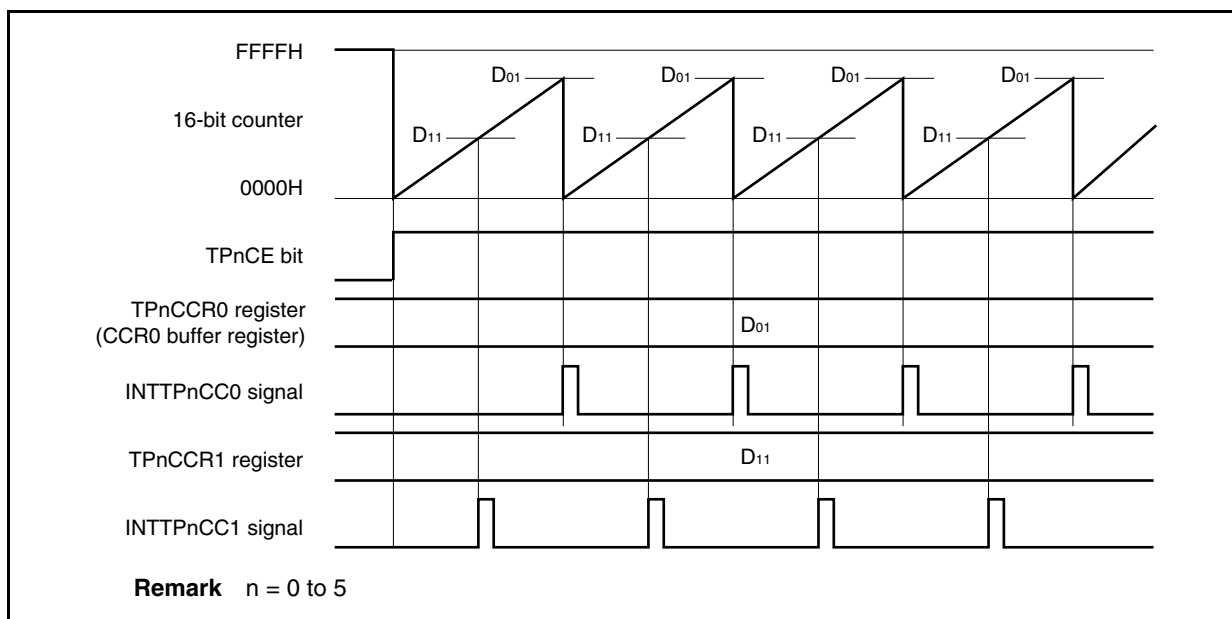 FFFFH
D01 D01 D01 D01
16-bit counter
D11 D11 D11 D11
0000H
TPnCE bit
TPnCCR0 register
(CCR0 buffer register)
D01
INTTPnCC0 signal
TPnCCR1 register
D11
INTTPnCC1 signal
Remark n = 0 to 5